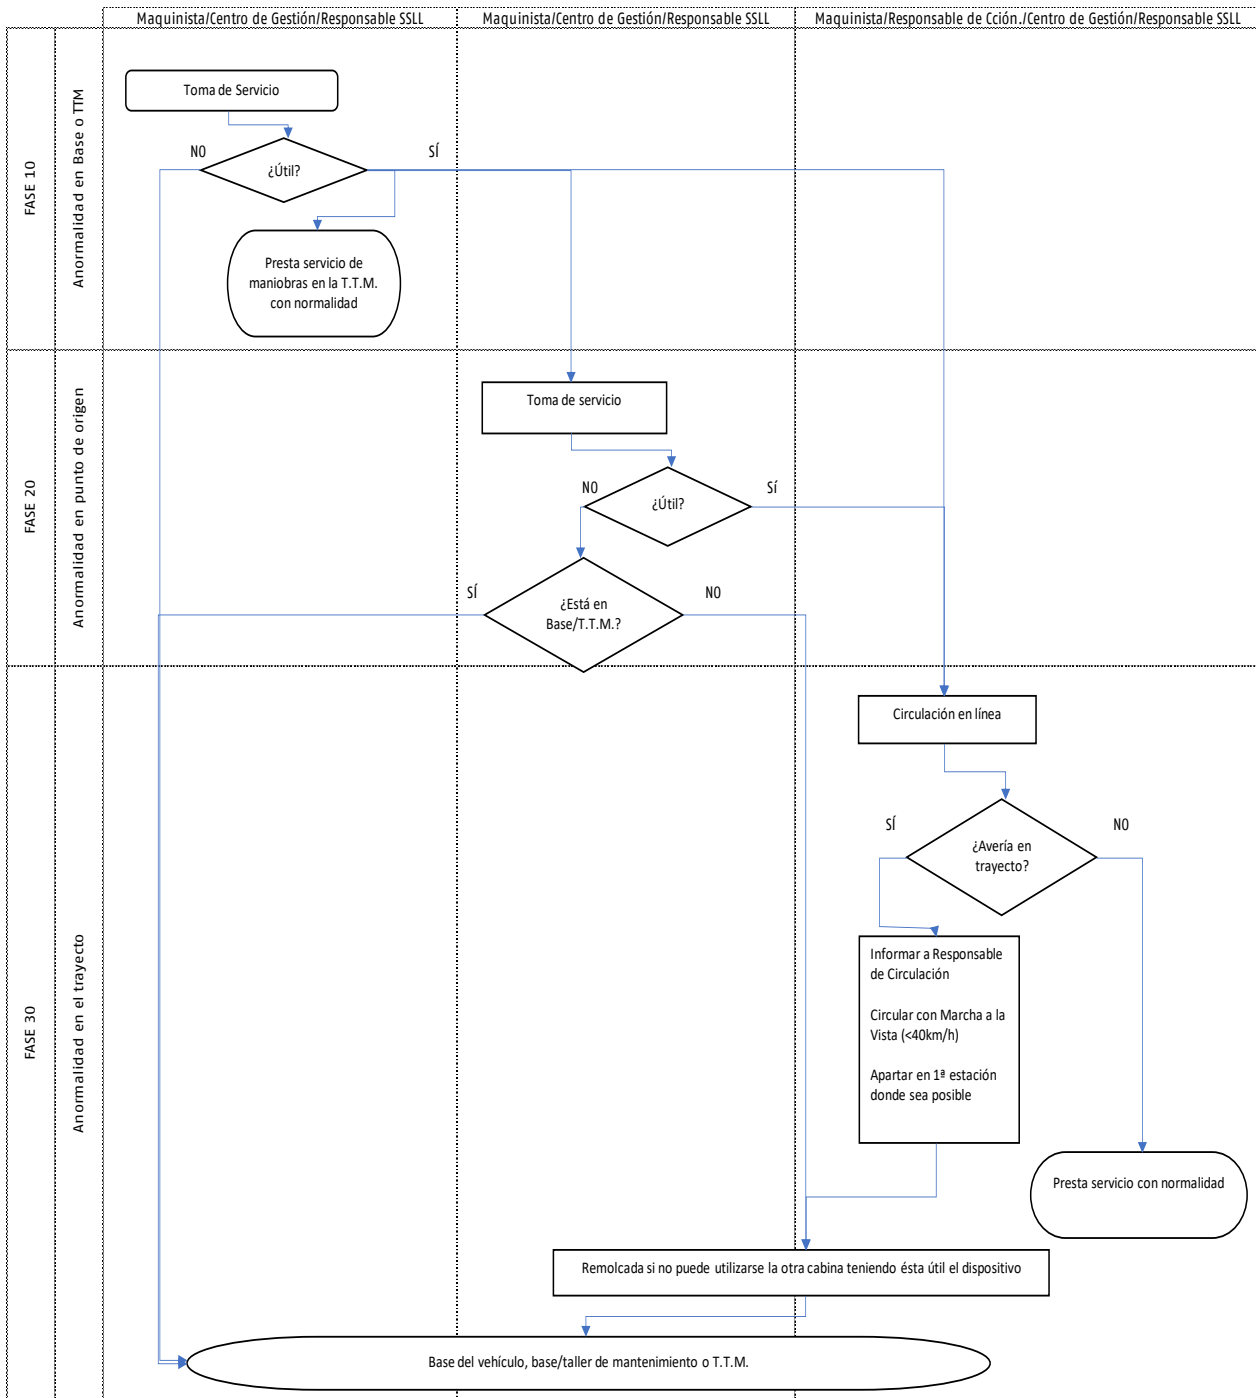 Maquinista/Centro de Gestión/Responsable SSLL
Maquinista/Centro de Gestión/Responsable SSLL
Maquinista/Responsable de Cción./Centro de Gestión/Responsable SSLL
FASE 10
Anormalidad en Base o TTM
Toma de Servicio
NO
¿Útil?
SÍ
Presta servicio de
maniobras en la T.T.M.
con normalidad
FASE 20
Anormalidad en punto de origen
Toma de servicio
NO
¿Útil?
Sí
SÍ
¿Está en
Base/T.T.M.?
NO
FASE 30
Anormalidad en el trayecto
Circulación en línea
SÍ
¿Avería en
trayecto?
NO
Informar a Responsable
de Circulación
Circular con Marcha a la
Vista (<40km/h)
Apartar en 1ª estación
donde sea posible
Presta servicio con normalidad
Remolcada si no puede utilizarse la otra cabina teniendo ésta útil el dispositivo
Base del vehículo, base/taller de mantenimiento o T.T.M.